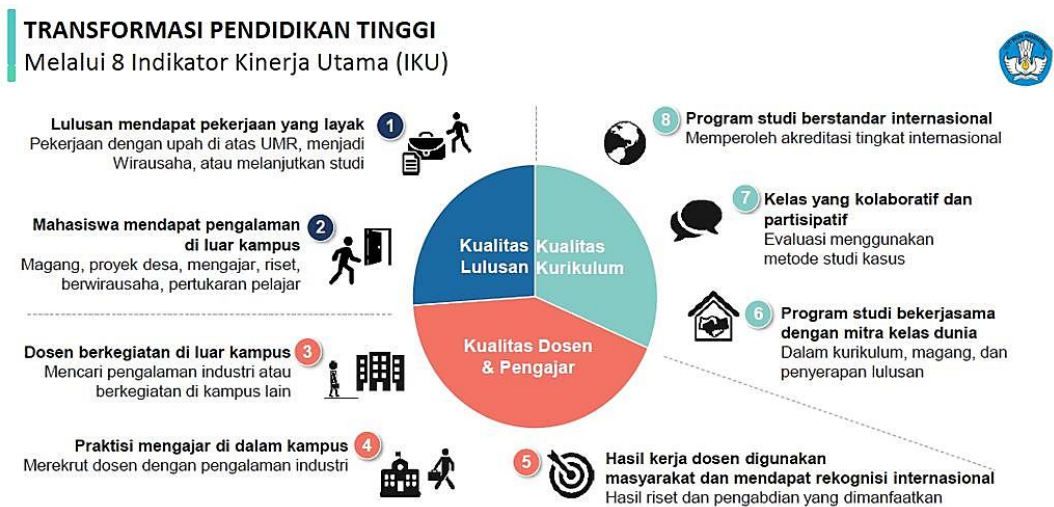 TRANSFORMASI PENDIDIKAN TINGGI
Melalui 8 Indikator Kinerja Utama (IKU)
1
Lulusan mendapat pekerjaan yang layak
Pekerjaan dengan upah di atas UMR, menjadi
Wirausaha, atau melanjutkan studi
2
Mahasiswa mendapat pengalaman
di luar kampus
Magang, proyek desa, mengajar, riset,
berwirausaha, pertukaran pelajar
3
Dosen berkegiatan di luar kampus
Mencari pengalaman industri atau
berkegiatan di kampus lain
4
Praktisi mengajar di dalam kampus
Merekrut dosen dengan pengalaman industri
Kualitas
Lulusan
Kualitas
Kurikulum
Kualitas Dosen
& Pengajar
8
Program studi berstandar internasional
Memperoleh akreditasi tingkat internasional
7
Kelas yang kolaboratif dan
partisipatif
Evaluasi menggunakan
metode studi kasus
6
Program studi bekerjasama
dengan mitra kelas dunia
Dalam kurikulum, magang, dan
penyerapan lulusan
5
Hasil kerja dosen digunakan
masyarakat dan mendapat rekognisi internasional
Hasil riset dan pengabdian yang dimanfaatkan